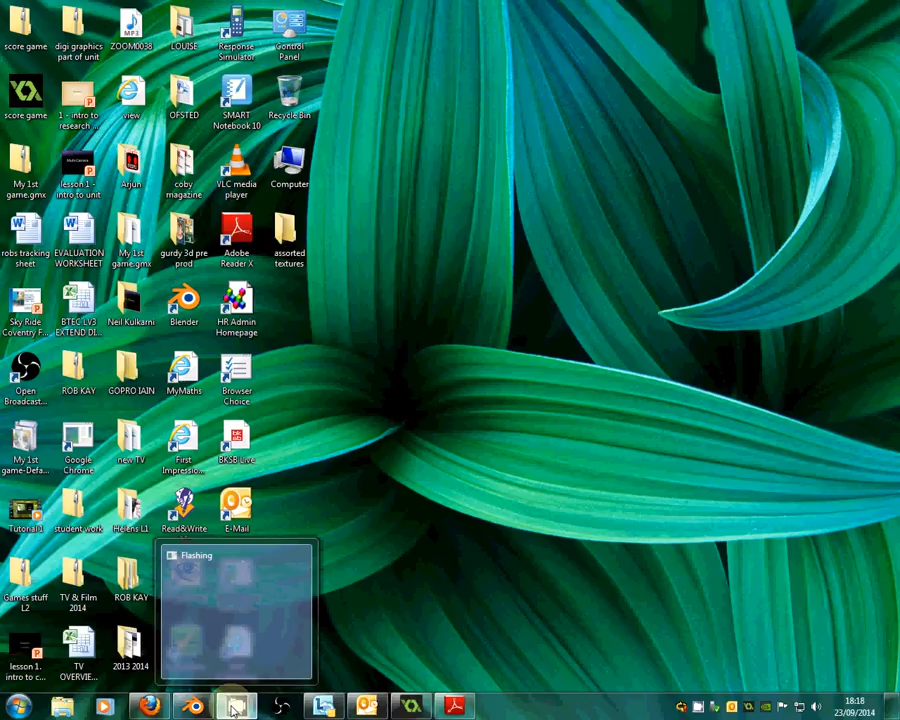 score game
digi graphics
part of unit
ZOOM0038
LOUISE
Response
Simulator
Control
Panel
score game
1 - intro to
research ...
view
OFSTED
SMART
Notebook 10
Recycle Bin
My 1st
game.gmx
lesson 1 -
intro to unit
Arjun
coby
magazine
VLC media
player
Computer
robs tracking
sheet
EVALUATION
WORKSHEET
My 1st
game.gmx
gurdy 3d pre
prod
Adobe
Reader X
assorted
textures
Sky Ride
Coventry F...
BTEC LV3
EXTEND DI...
Neil Kulkarni
Blender
HR Admin
Homepage
Open
Broadcast...
ROB KAY
GOPRO IAIN
MyMaths
Browser
Choice
My 1st
game-Defa...
Google
Chrome
new TV
First
Impressio...
BKSB Live
Tutorial1
student work
Helens L1
Read&Write
E-Mail
Flashing
Games stuff
L2
TV & Film
2014
ROB KAY
lesson 1.
intro to c...
TV
OVERVIE...
2013 2014
18:18
23/09/2014